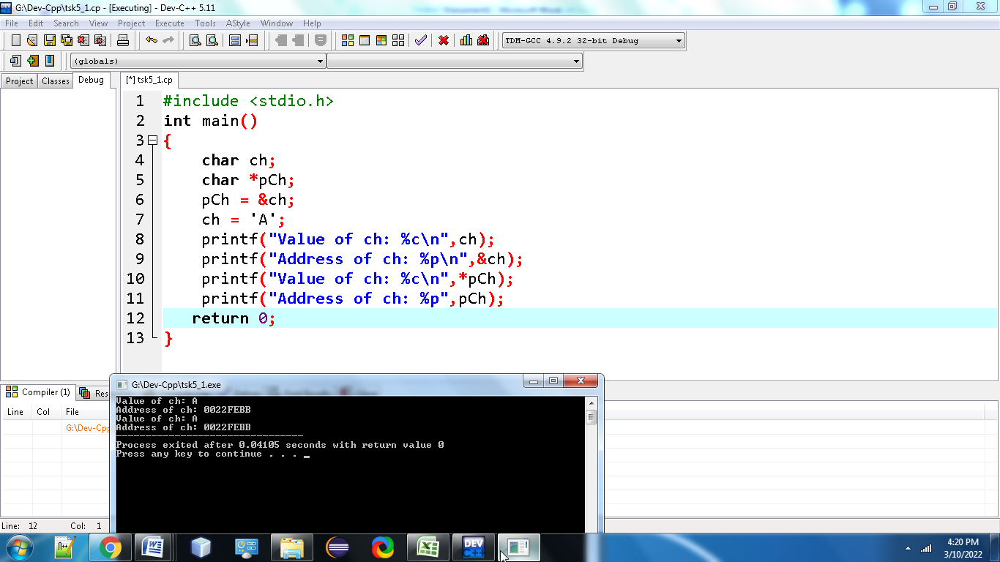 G:\Dev-Cpp\tsk5_1.cp - [Executing] - Dev-C++ 5.11
File Edit Search View Project Execute Tools AStyle Window Help
TDM-GCC 4.9.2 32-bit Debug
(globals)
Project Classes Debug [*] tsk5_1.cp
1 #include <stdio.h>
2 int main()
3 {
4 char ch;
5 char *pCh;
6 pCh = &ch;
7 ch = 'A';
8 printf("Value of ch: %c\n",ch);
9 printf("Address of ch: %p\n",&ch);
10 printf("Value of ch: %c\n",*pCh);
11 printf("Address of ch: %p",pCh);
12 return 0;
13 }
Compiler (1) Res
Line Col File
G:\Dev-Cpp
G:\Dev-Cpp\tsk5_1.exe
Value of ch: A
Address of ch: 0022FEBB
Value of ch: A
Address of ch: 0022FEBB
--------------------------------
Process exited after 0.04105 seconds with return value 0
Press any key to continue . . . _
Line: 12 Col: 1
DEV C++
4:20 PM
3/10/2022